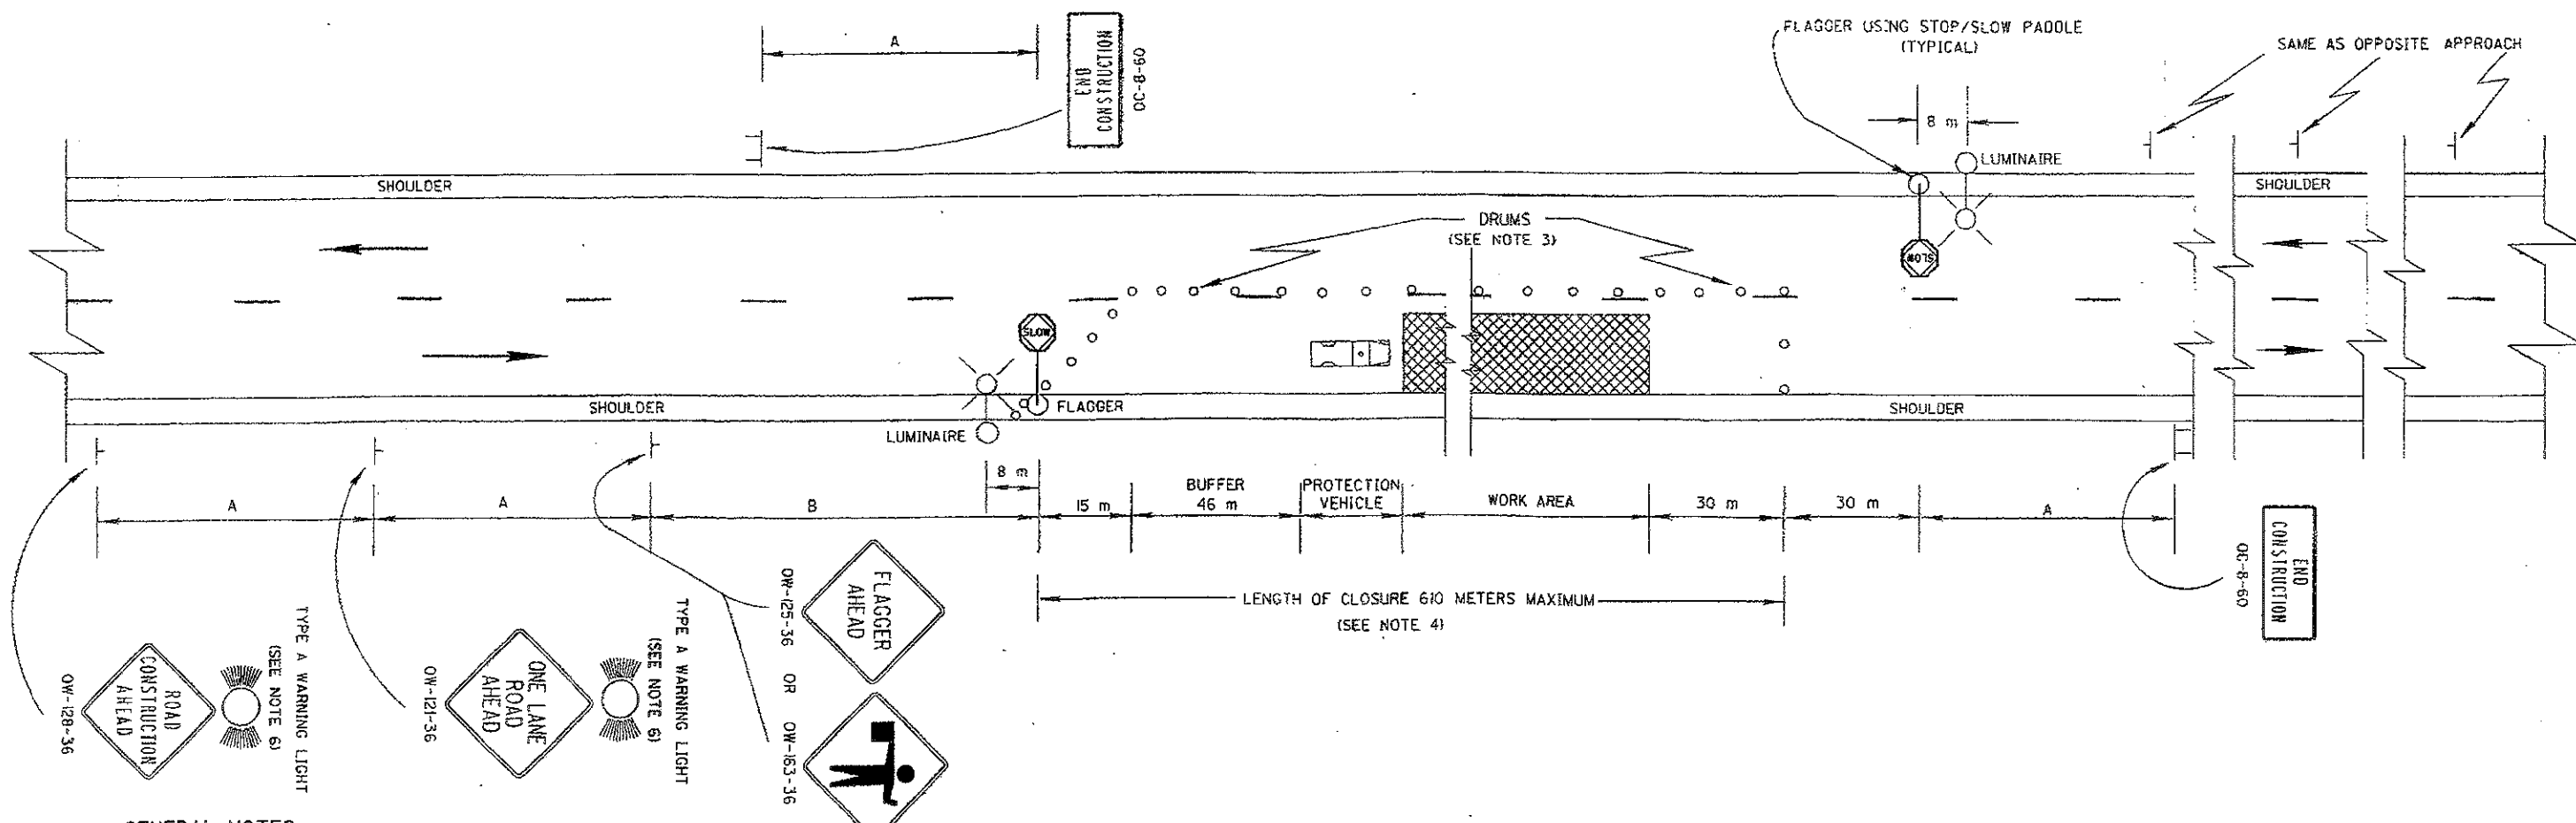 A
END
CONSTRUCTION
OC-8-60
FLAGGER USING STOP/SLOW PADDLE
(TYPICAL)
SAME AS OPPOSITE APPROACH
8 m
LUMINAIRE
SHOULDER
SHOULDER
DRUMS
(SEE NOTE 3)
SLOW
SLOW
SHOULDER
FLAGGER
SHOULDER
LUMINAIRE
8 m
A
A
B
15 m
BUFFER
46 m
PROTECTION
VEHICLE
WORK AREA
30 m
30 m
A
LENGTH OF CLOSURE 610 METERS MAXIMUM
(SEE NOTE 4)
END
CONSTRUCTION
OC-8-60
ROAD
CONSTRUCTION
AHEAD
OW-128-36
TYPE A WARNING LIGHT
(SEE NOTE 6)
ONE LANE
ROAD
AHEAD
OW-121-36
TYPE A WARNING LIGHT
(SEE NOTE 6)
FLAGGER
AHEAD
OW-125-36 OR OW-163-36
GENERAL NOTES